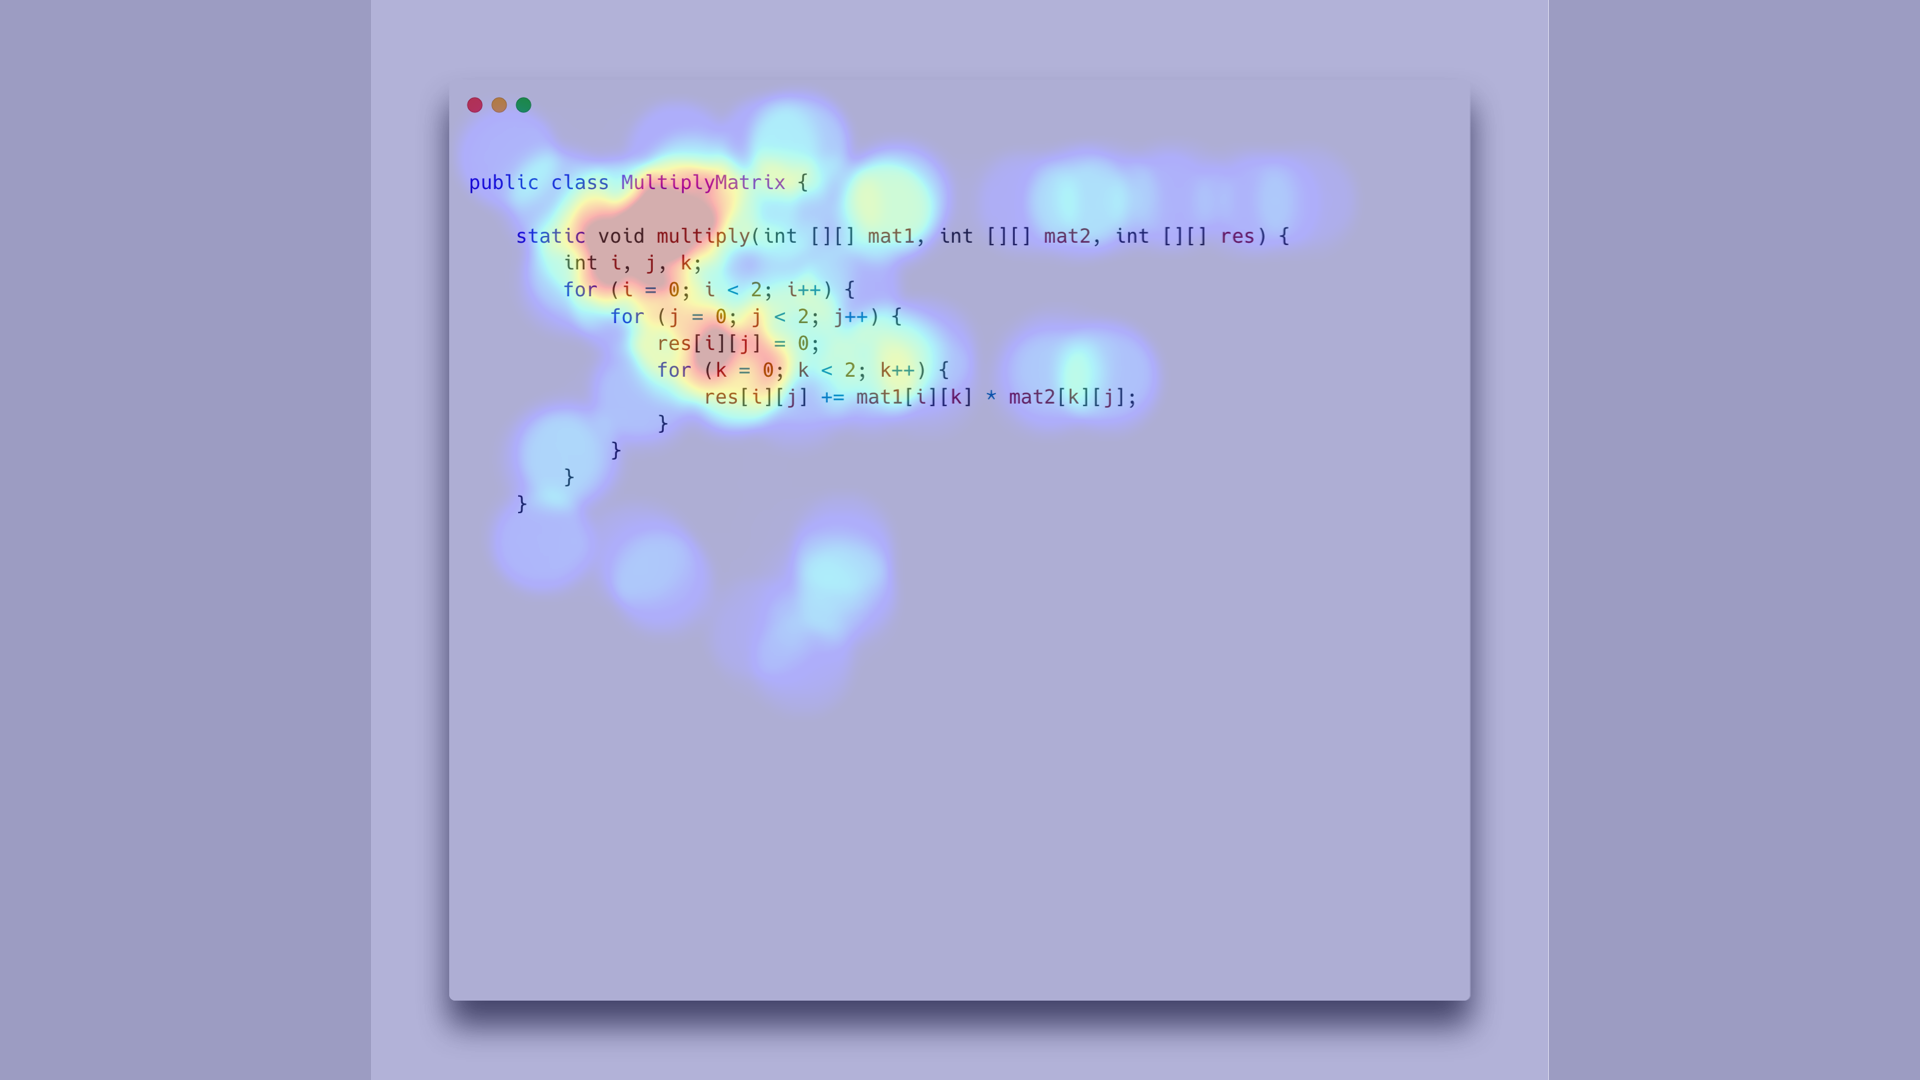 public class MultiplyMatrix {
static void multiply(int [][] mat1, int [][] mat2, int [][] res) {
int i, j, k;
for (i = 0; i < 2; i++) {
for (j = 0; j < 2; j++) {
res[i][j] = 0;
for (k = 0; k < 2; k++) {
res[i][j] += mat1[i][k] * mat2[k][j];
}
}
}
}